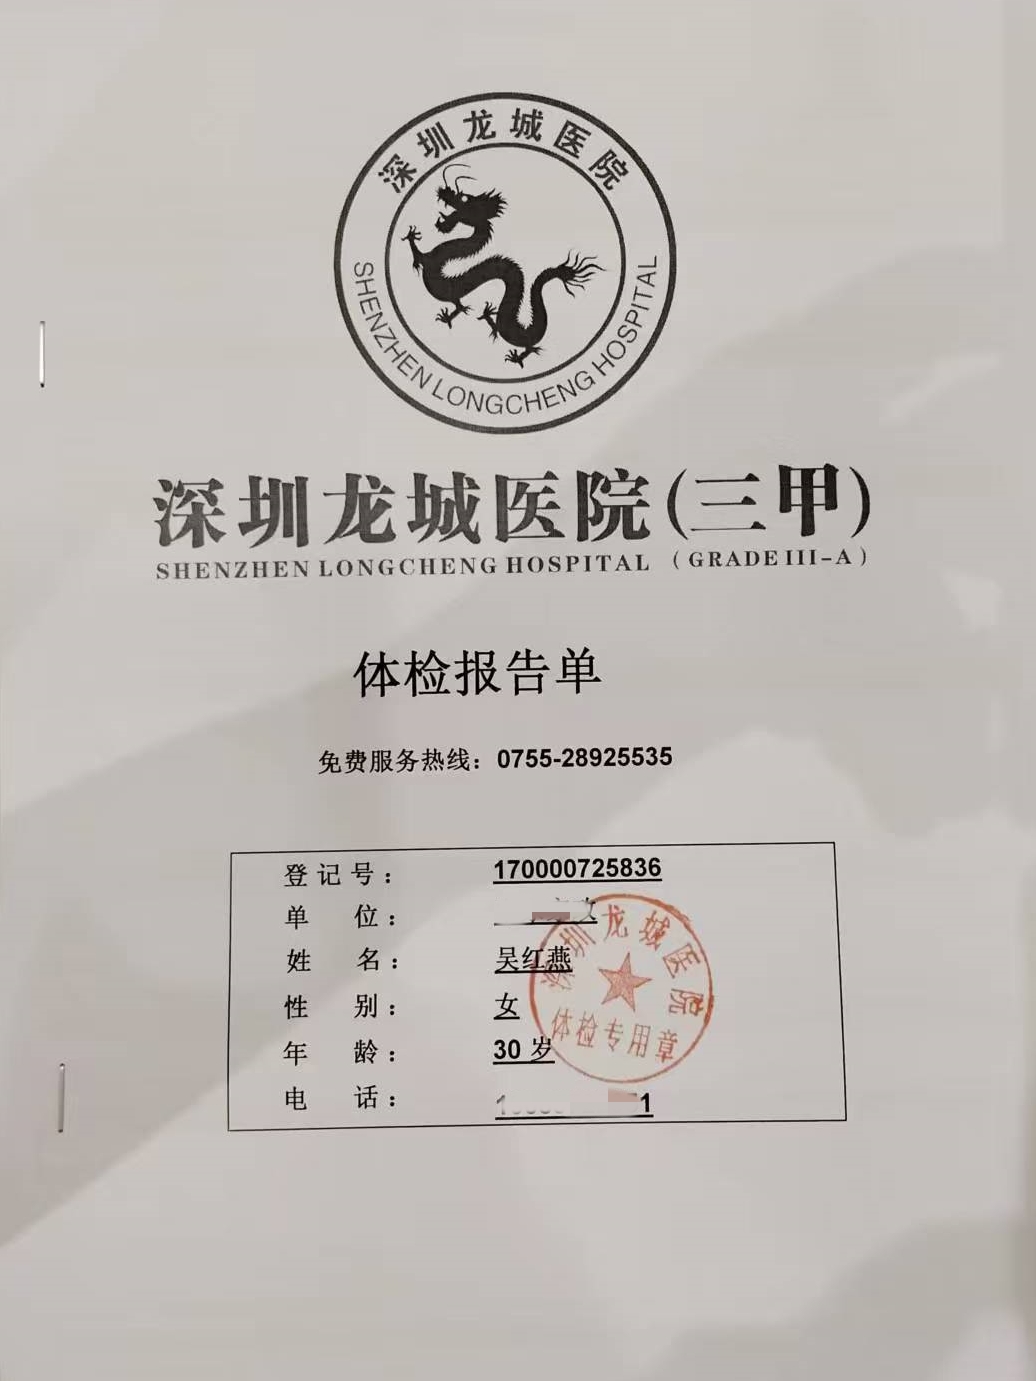 深圳龙城医院
SHENZHEN LONGCHENG HOSPITAL
深圳龙城医院(三甲)
SHENZHEN LONGCHENG HOSPITAL (GRADE III-A)
体检报告单
免费服务热线：0755-28925535
登记号： 170000725836
单 位：
姓 名： 吴红燕
性 别： 女
年 龄： 30 岁
电 话： 1
深圳龙城医院
体检专用章